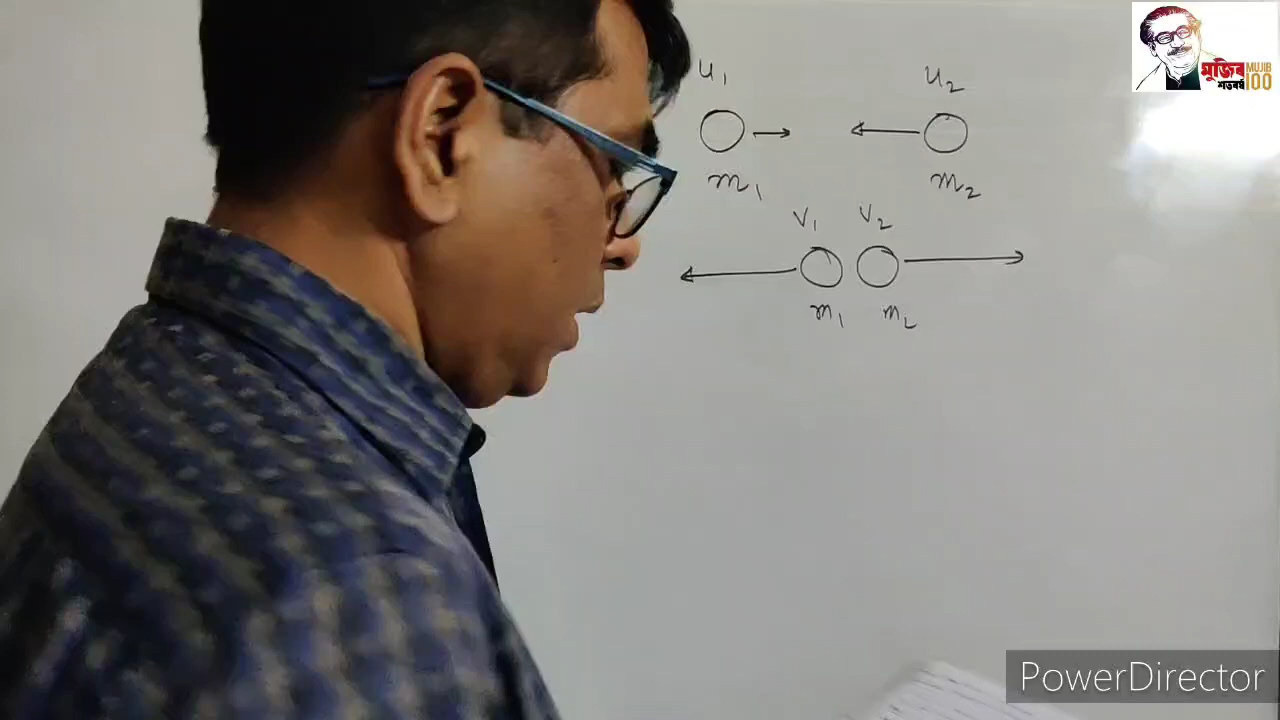 u₁ u₂
m₁ m₂
v₁ v₂
m₁ m₂
মুজিব MUJIB
শতবর্ষ 100
PowerDirector